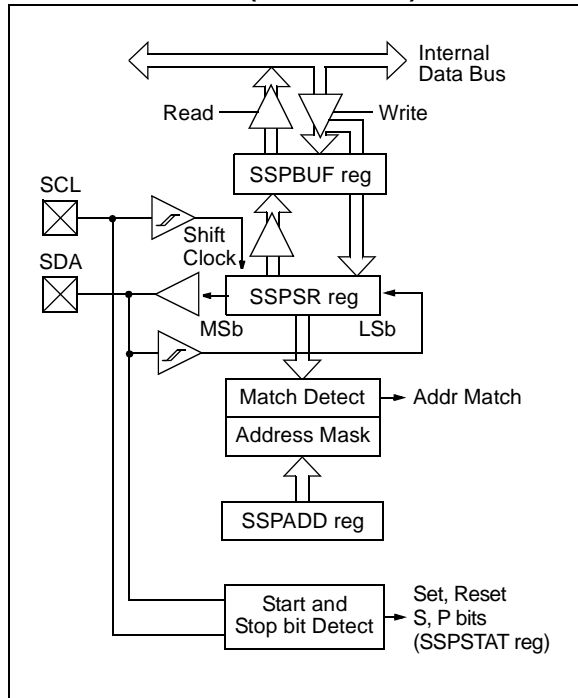 Internal
Data Bus
Read
Write
SSPBUF reg
SCL
Shift
Clock
SDA
SSPSR reg
MSb
LSb
Match Detect
Addr Match
Address Mask
SSPADD reg
Start and
Stop bit Detect
Set, Reset
S, P bits
(SSPSTAT reg)